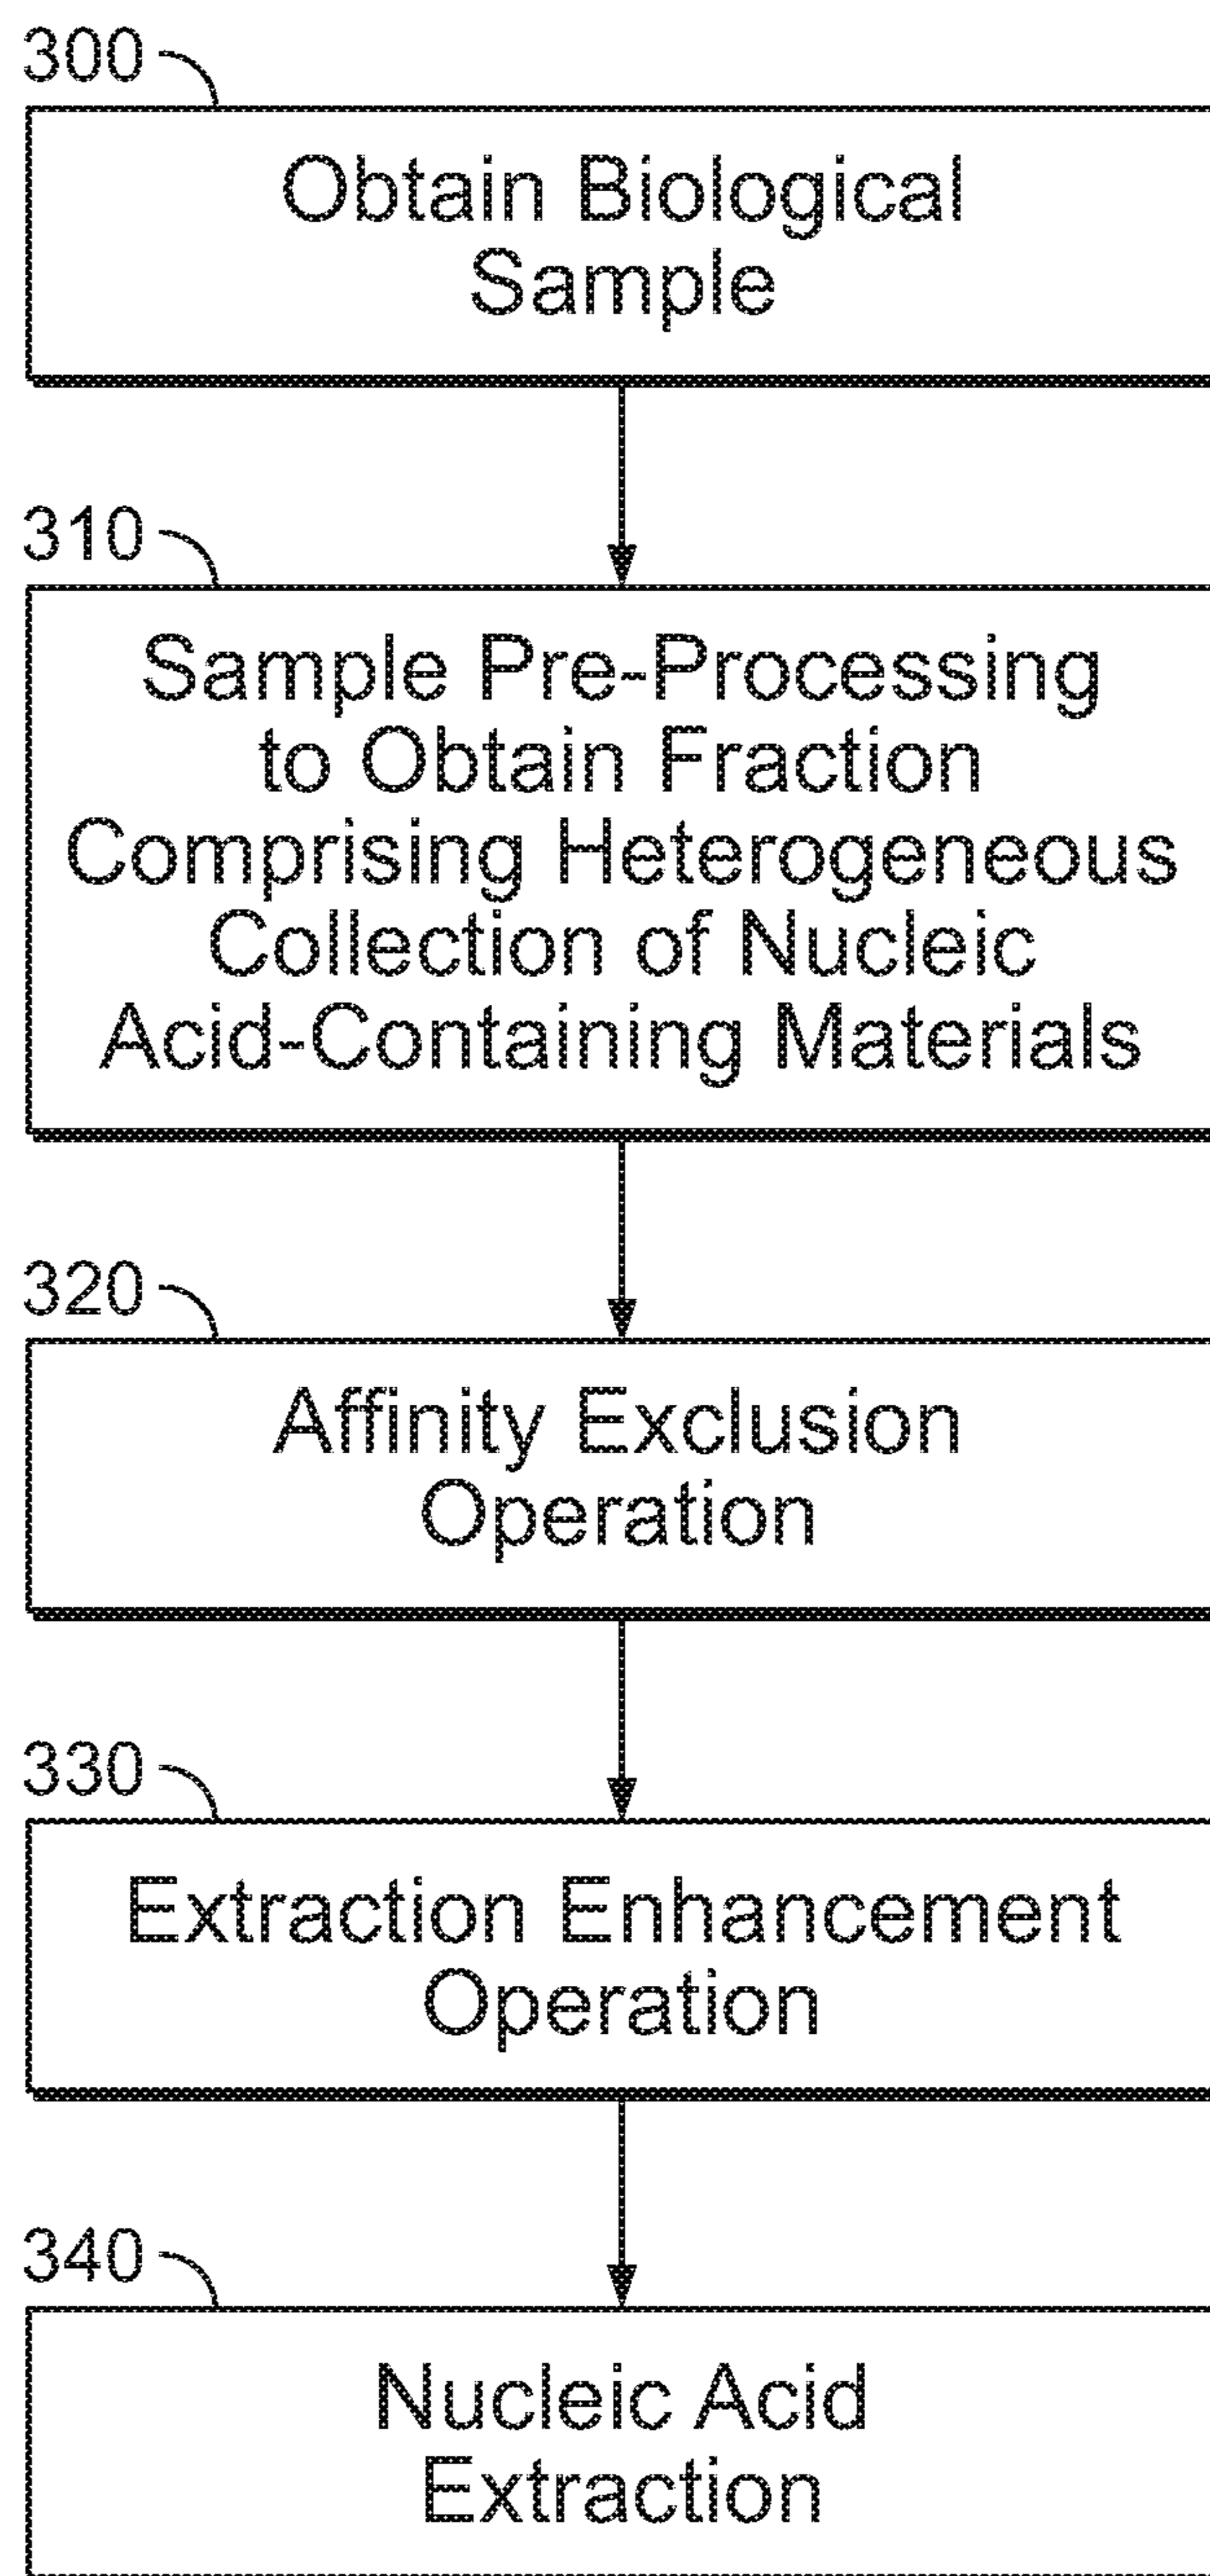 300
Obtain Biological
Sample
310
Sample Pre-Processing
to Obtain Fraction
Comprising Heterogeneous
Collection of Nucleic
Acid-Containing Materials
320
Affinity Exclusion
Operation
330
Extraction Enhancement
Operation
340
Nucleic Acid
Extraction